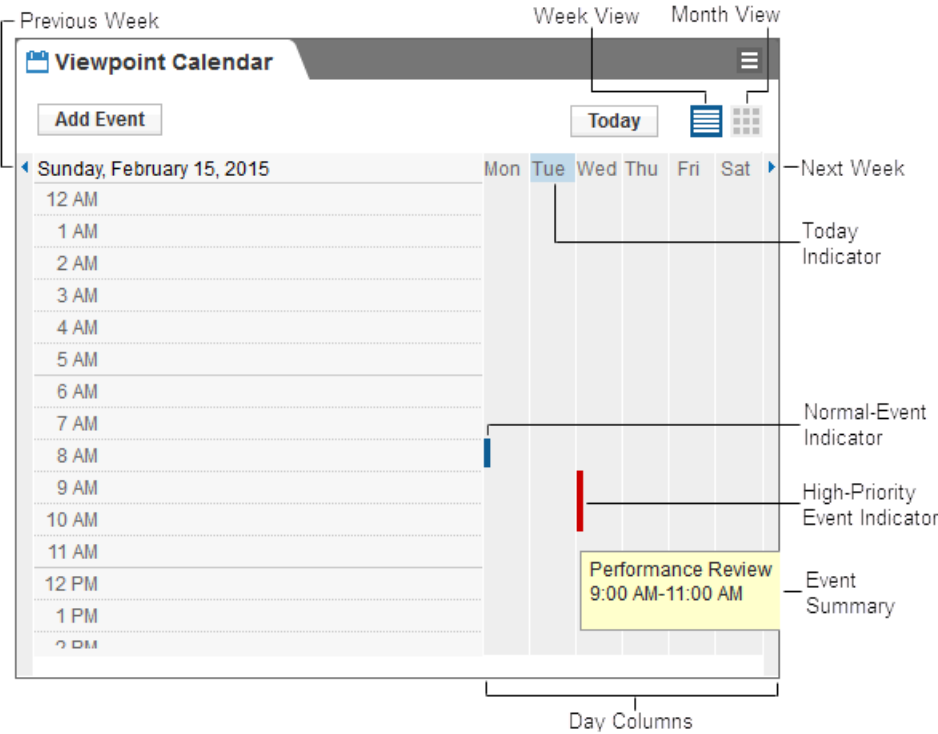 Previous Week
Week View
Month View
Viewpoint Calendar
Add Event
Today
Sunday, February 15, 2015
Mon Tue Wed Thu Fri Sat
Next Week
12 AM
1 AM
Today
Indicator
2 AM
3 AM
4 AM
5 AM
6 AM
7 AM
Normal-Event
Indicator
8 AM
9 AM
High-Priority
Event Indicator
10 AM
11 AM
12 PM
Performance Review
9:00 AM-11:00 AM
Event
Summary
1 PM
2 PM
Day Columns